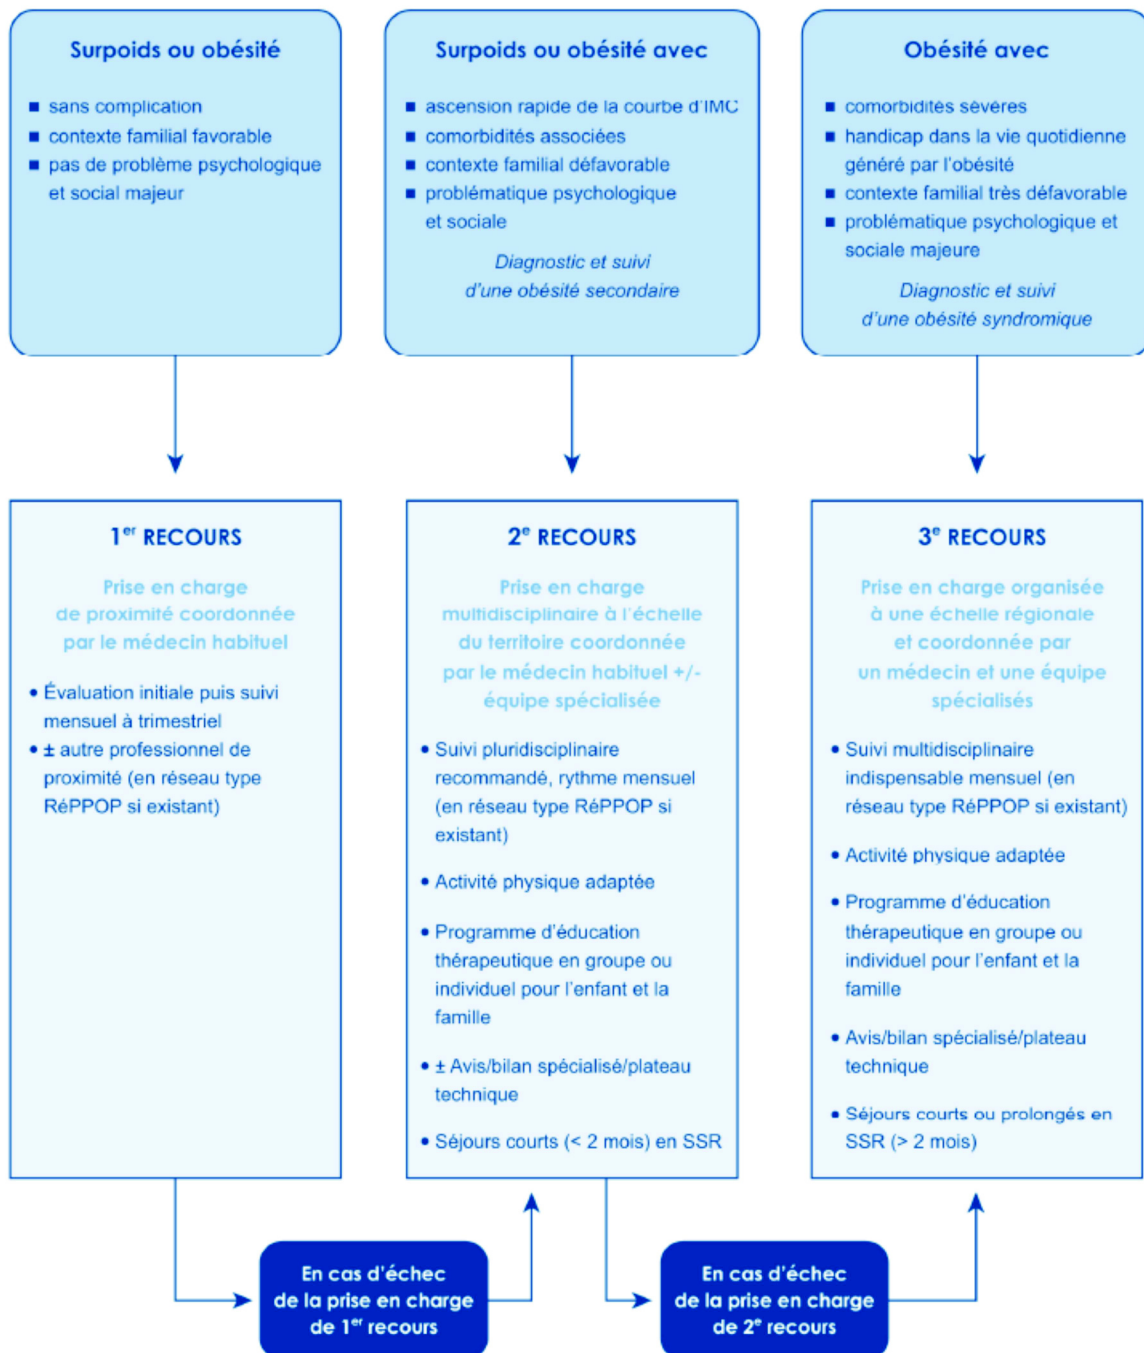 Surpoids ou obésité
■ sans complication
■ contexte familial favorable
■ pas de problème psychologique
et social majeur
Surpoids ou obésité avec
■ ascension rapide de la courbe d'IMC
■ comorbidités associées
■ contexte familial défavorable
■ problématique psychologique
et sociale
Diagnostic et suivi
d'une obésité secondaire
Obésité avec
■ comorbidités sévères
■ handicap dans la vie quotidienne
généré par l'obésité
■ contexte familial très défavorable
■ problématique psychologique et
sociale majeure
Diagnostic et suivi
d'une obésité syndromique
1er RECOURS
Prise en charge
de proximité coordonnée
par le médecin habituel
• Évaluation initiale puis suivi
mensuel à trimestriel
• ± autre professionnel de
proximité (en réseau type
RéPPOP si existant)
2e RECOURS
Prise en charge
multidisciplinaire à l'échelle
du territoire coordonnée
par le médecin habituel +/-
équipe spécialisée
• Suivi pluridisciplinaire
recommandé, rythme mensuel
(en réseau type RéPPOP si
existant)
• Activité physique adaptée
• Programme d'éducation
thérapeutique en groupe ou
individuel pour l'enfant et la
famille
• ± Avis/bilan spécialisé/plateau
technique
• Séjours courts (< 2 mois) en SSR
3e RECOURS
Prise en charge organisée
à une échelle régionale
et coordonnée par
un médecin et une équipe
spécialisés
• Suivi multidisciplinaire
indispensable mensuel (en
réseau type RéPPOP si existant)
• Activité physique adaptée
• Programme d'éducation
thérapeutique en groupe ou
individuel pour l'enfant et la
famille
• Avis/bilan spécialisé/plateau
technique
• Séjours courts ou prolongés en
SSR (> 2 mois)
En cas d'échec
de la prise en charge
de 1er recours
En cas d'échec
de la prise en charge
de 2e recours